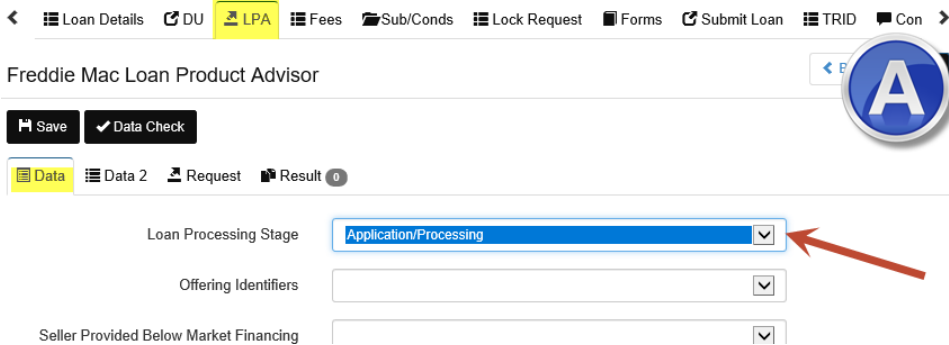 Loan Details DU LPA Fees Sub/Conds Lock Request Forms Submit Loan TRID Con
Freddie Mac Loan Product Advisor
A
Save Data Check
Data Data 2 Request Result 0
Loan Processing Stage Application/Processing
Offering Identifiers
Seller Provided Below Market Financing